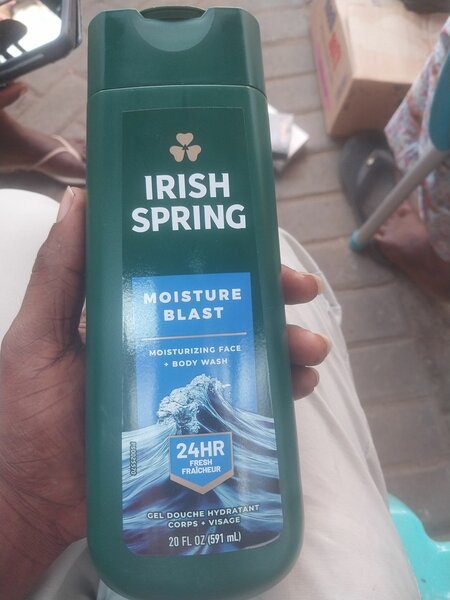 IRISH
SPRING
MOISTURE
BLAST
MOISTURIZING FACE
+ BODY WASH
24HR
FRESH
FRAÎCHEUR
GEL DOUCHE HYDRATANT
CORPS + VISAGE
20 FL OZ (591 mL)